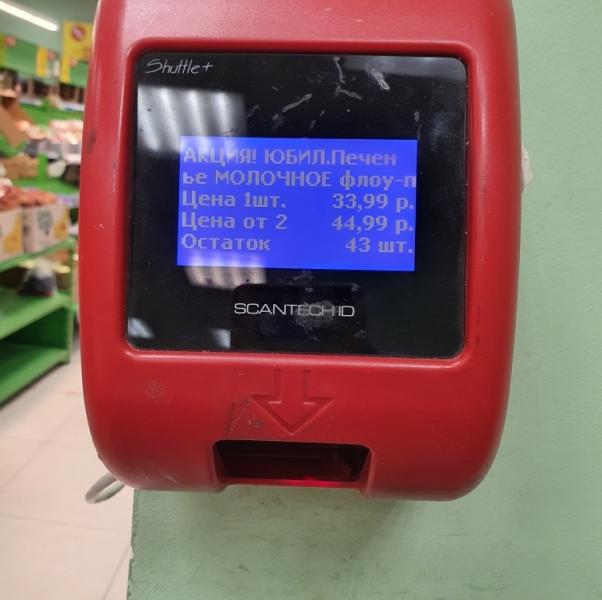 Shuttle+
АКЦИЯ! ЮБИЛ.Печен
ье МОЛОЧНОЕ флоу-п
Цена 1шт. 33,99 р.
Цена от 2 44,99 р.
Остаток 43 шт.
SCANTECH ID